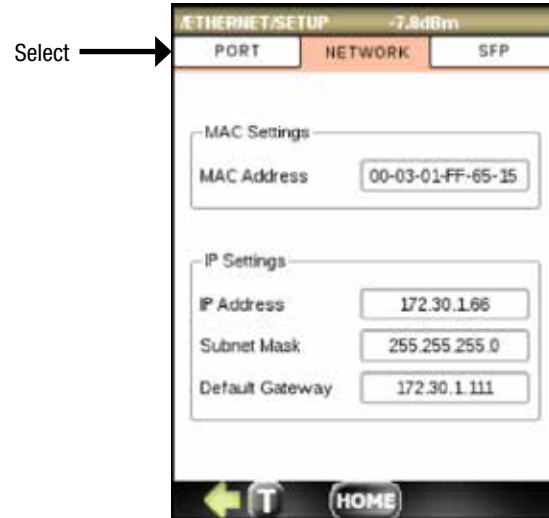 /ETHERNET/SETUP -7.8dBm
Select
PORT NETWORK SFP
MAC Settings
MAC Address 00-03-01-FF-65-15
IP Settings
IP Address 172.30.1.66
Subnet Mask 255.255.255.0
Default Gateway 172.30.1.111
T HOME